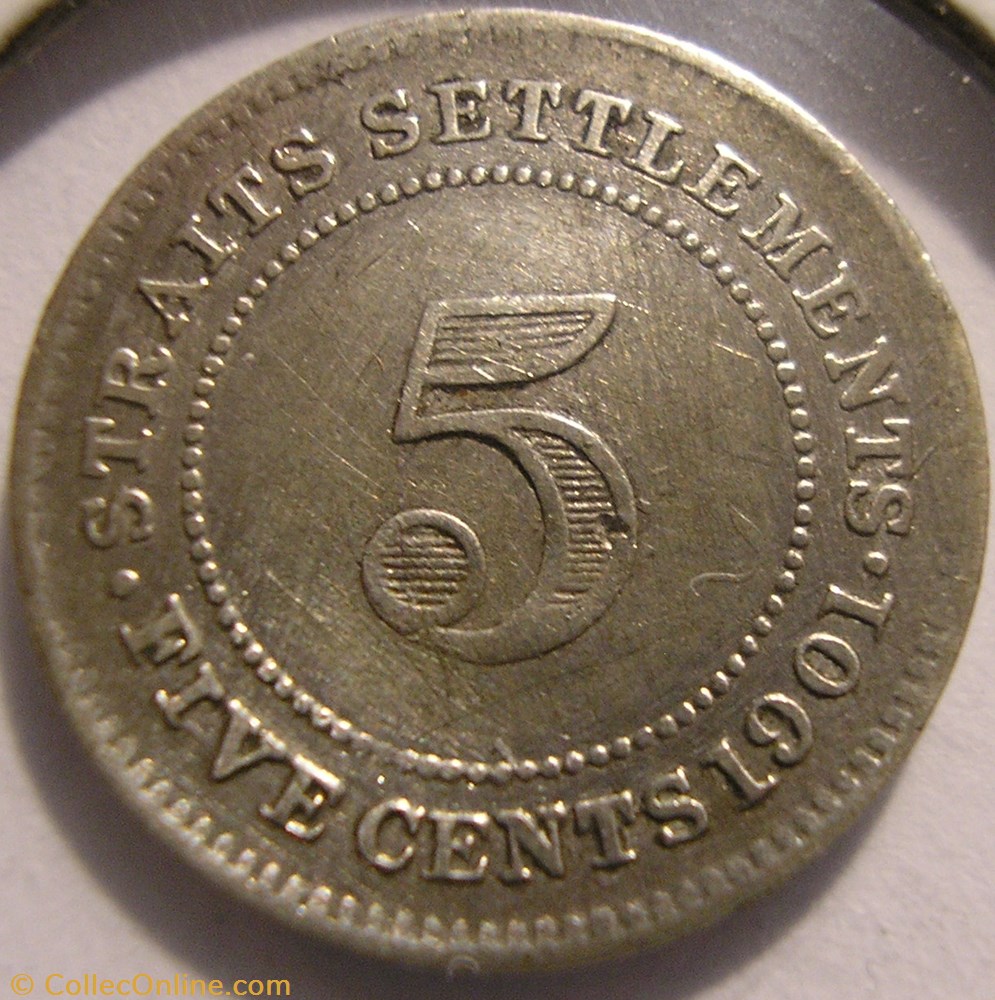 STRAITS SETTLEMENTS
5
· FIVE CENTS 1901 ·
© CollecOnline.com